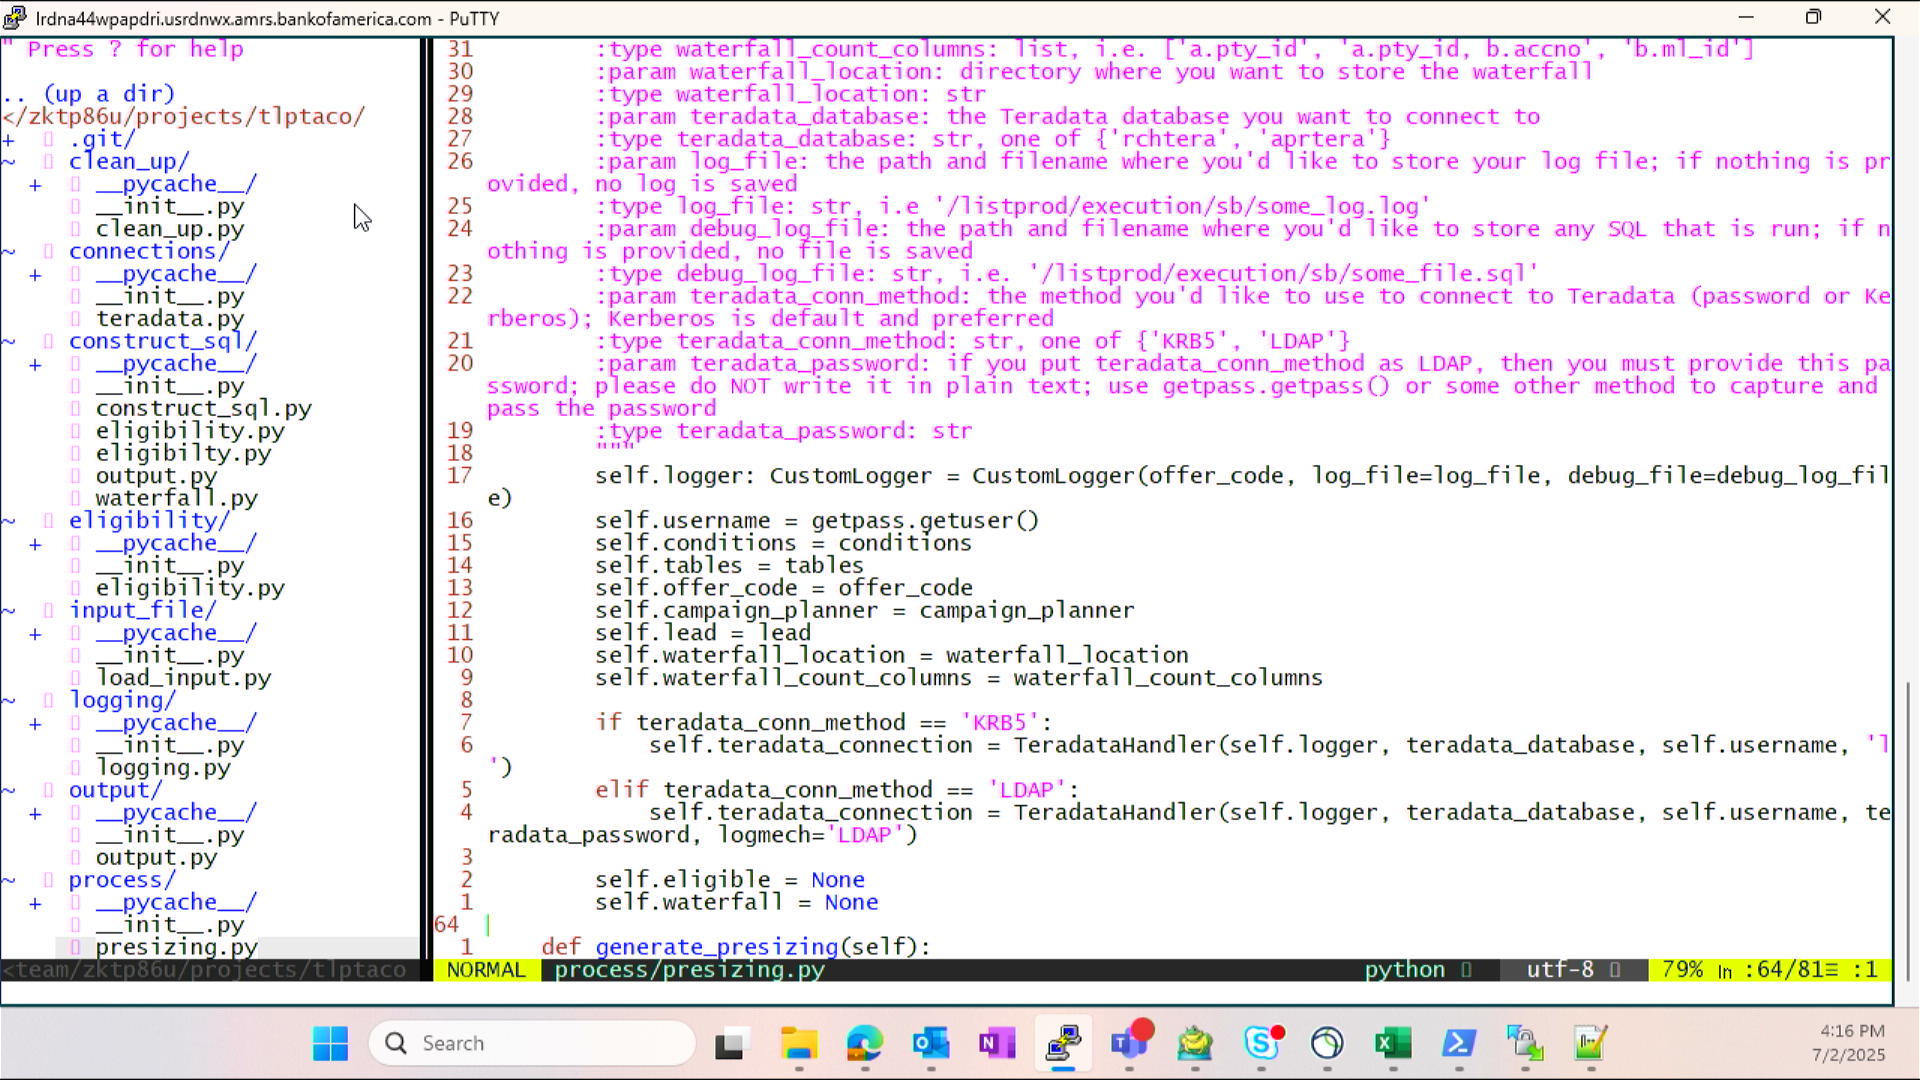 lrdna44wpapdri.usrdnwx.amrs.bankofamerica.com - PuTTY
" Press ? for help
.. (up a dir)
</zktp86u/projects/tlptaco/
+ .git/
~ clean_up/
+ __pycache__/
__init__.py
clean_up.py
~ connections/
+ __pycache__/
__init__.py
teradata.py
~ construct_sql/
+ __pycache__/
__init__.py
construct_sql.py
eligibility.py
eligibilty.py
output.py
waterfall.py
~ eligibility/
+ __pycache__/
__init__.py
eligibility.py
~ input_file/
+ __pycache__/
__init__.py
load_input.py
~ logging/
+ __pycache__/
__init__.py
logging.py
~ output/
+ __pycache__/
__init__.py
output.py
~ process/
+ __pycache__/
__init__.py
presizing.py
<team/zktp86u/projects/tlptaco
31 :type waterfall_count_columns: list, i.e. ['a.pty_id', 'a.pty_id, b.accno', 'b.ml_id']
30 :param waterfall_location: directory where you want to store the waterfall
29 :type waterfall_location: str
28 :param teradata_database: the Teradata database you want to connect to
27 :type teradata_database: str, one of {'rchtera', 'aprtera'}
26 :param log_file: the path and filename where you'd like to store your log file; if nothing is pr
ovided, no log is saved
25 :type log_file: str, i.e '/listprod/execution/sb/some_log.log'
24 :param debug_log_file: the path and filename where you'd like to store any SQL that is run; if n
othing is provided, no file is saved
23 :type debug_log_file: str, i.e. '/listprod/execution/sb/some_file.sql'
22 :param teradata_conn_method: the method you'd like to use to connect to Teradata (password or Ke
rberos); Kerberos is default and preferred
21 :type teradata_conn_method: str, one of {'KRB5', 'LDAP'}
20 :param teradata_password: if you put teradata_conn_method as LDAP, then you must provide this pa
ssword; please do NOT write it in plain text; use getpass.getpass() or some other method to capture and
pass the password
19 :type teradata_password: str
18 """
17 self.logger: CustomLogger = CustomLogger(offer_code, log_file=log_file, debug_file=debug_log_fil
e)
16 self.username = getpass.getuser()
15 self.conditions = conditions
14 self.tables = tables
13 self.offer_code = offer_code
12 self.campaign_planner = campaign_planner
11 self.lead = lead
10 self.waterfall_location = waterfall_location
9 self.waterfall_count_columns = waterfall_count_columns
8
7 if teradata_conn_method == 'KRB5':
6 self.teradata_connection = TeradataHandler(self.logger, teradata_database, self.username, 'l
')
5 elif teradata_conn_method == 'LDAP':
4 self.teradata_connection = TeradataHandler(self.logger, teradata_database, self.username, te
radata_password, logmech='LDAP')
3
2 self.eligible = None
1 self.waterfall = None
64
1 def generate_presizing(self):
NORMAL process/presizing.py python utf-8 79% ln :64/81≡ :1
Search
4:16 PM
7/2/2025